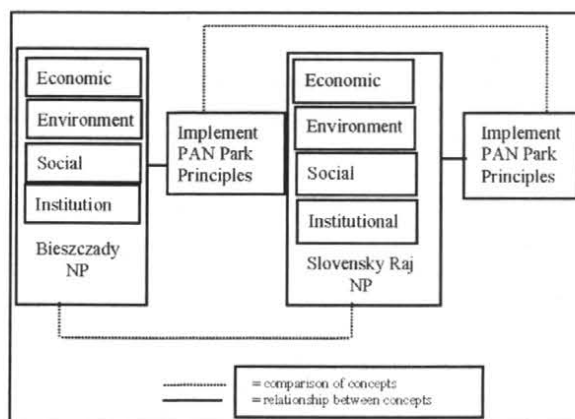 Economic
Environment
Social
Institution
Bieszczady
NP
Implement
PAN Park
Principles
Economic
Environment
Social
Institutional
Slovensky Raj
NP
Implement
PAN Park
Principles
= comparison of concepts
= relationship between concepts